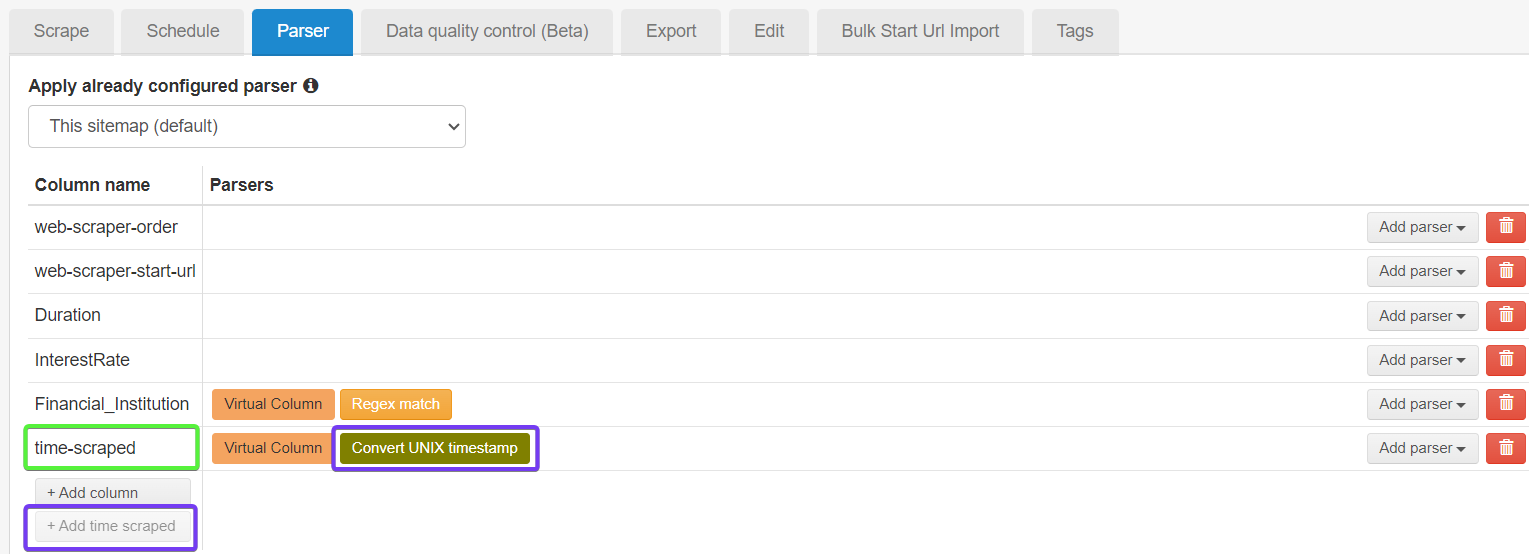 Scrape Schedule Parser Data quality control (Beta) Export Edit Bulk Start Url Import Tags
Apply already configured parser
This sitemap (default)
Column name Parsers
web-scraper-order Add parser
web-scraper-start-url Add parser
Duration Add parser
InterestRate Add parser
Financial_Institution Virtual Column Regex match Add parser
time-scraped Virtual Column Convert UNIX timestamp Add parser
+ Add column
+ Add time scraped